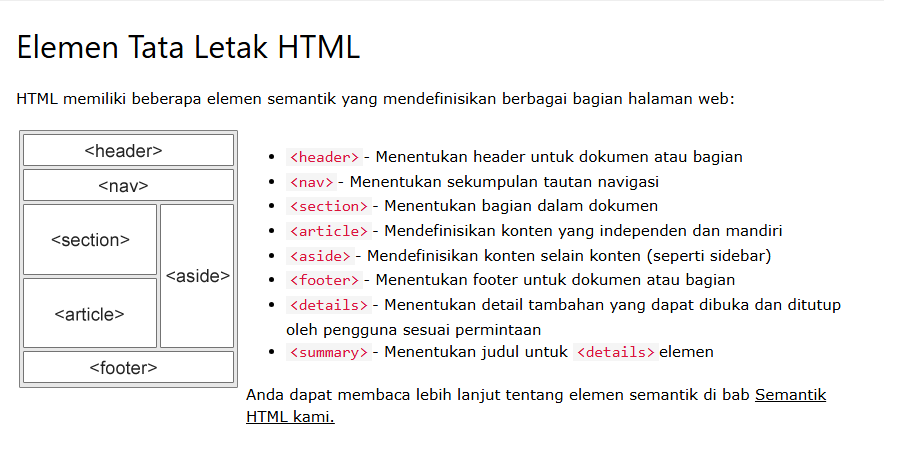 Elemen Tata Letak HTML
HTML memiliki beberapa elemen semantik yang mendefinisikan berbagai bagian halaman web:
<header>
<nav>
<section>
<aside>
<article>
<footer>
• <header> - Menentukan header untuk dokumen atau bagian
• <nav> - Menentukan sekumpulan tautan navigasi
• <section> - Menentukan bagian dalam dokumen
• <article> - Mendefinisikan konten yang independen dan mandiri
• <aside> - Mendefinisikan konten selain konten (seperti sidebar)
• <footer> - Menentukan footer untuk dokumen atau bagian
• <details> - Menentukan detail tambahan yang dapat dibuka dan ditutup
oleh pengguna sesuai permintaan
• <summary> - Menentukan judul untuk <details> elemen
Anda dapat membaca lebih lanjut tentang elemen semantik di bab Semantik
HTML kami.